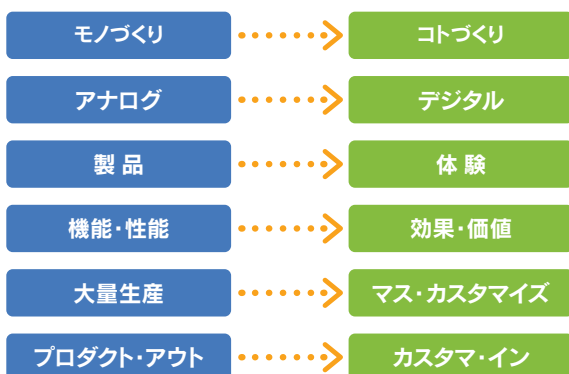 モノづくり
コトづくり
アナログ
デジタル
製品
体験
機能・性能
効果・価値
大量生産
マス・カスタマイズ
プロダクト・アウト
カスタマ・イン